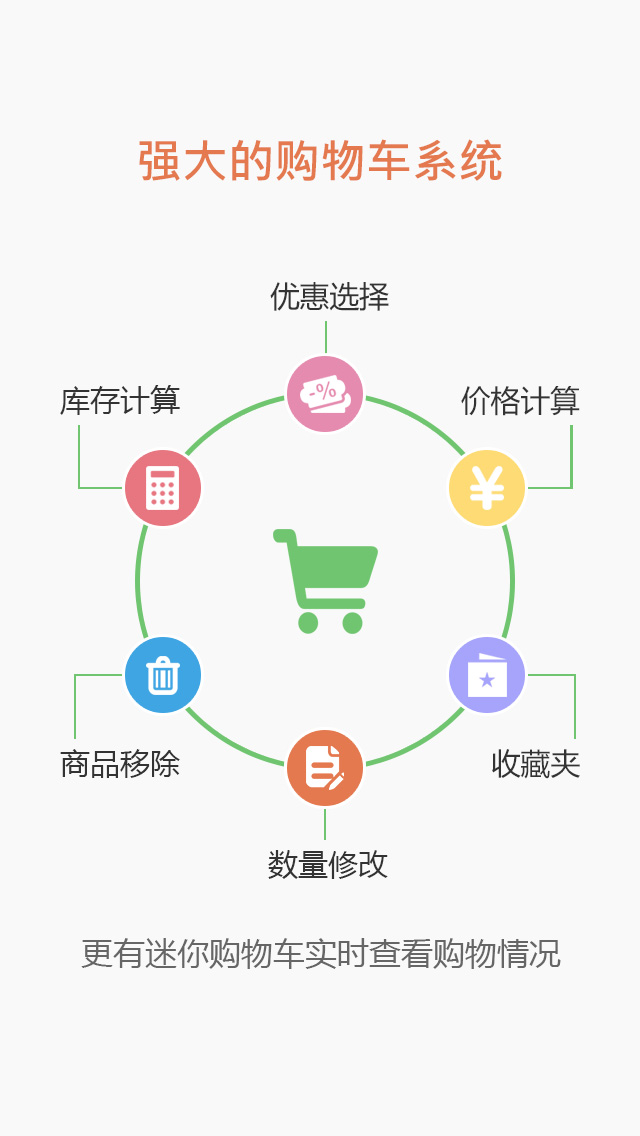 强大的购物车系统
优惠选择
库存计算
价格计算
-%
¥
商品移除
收藏夹
数量修改
更有迷你购物车实时查看购物情况